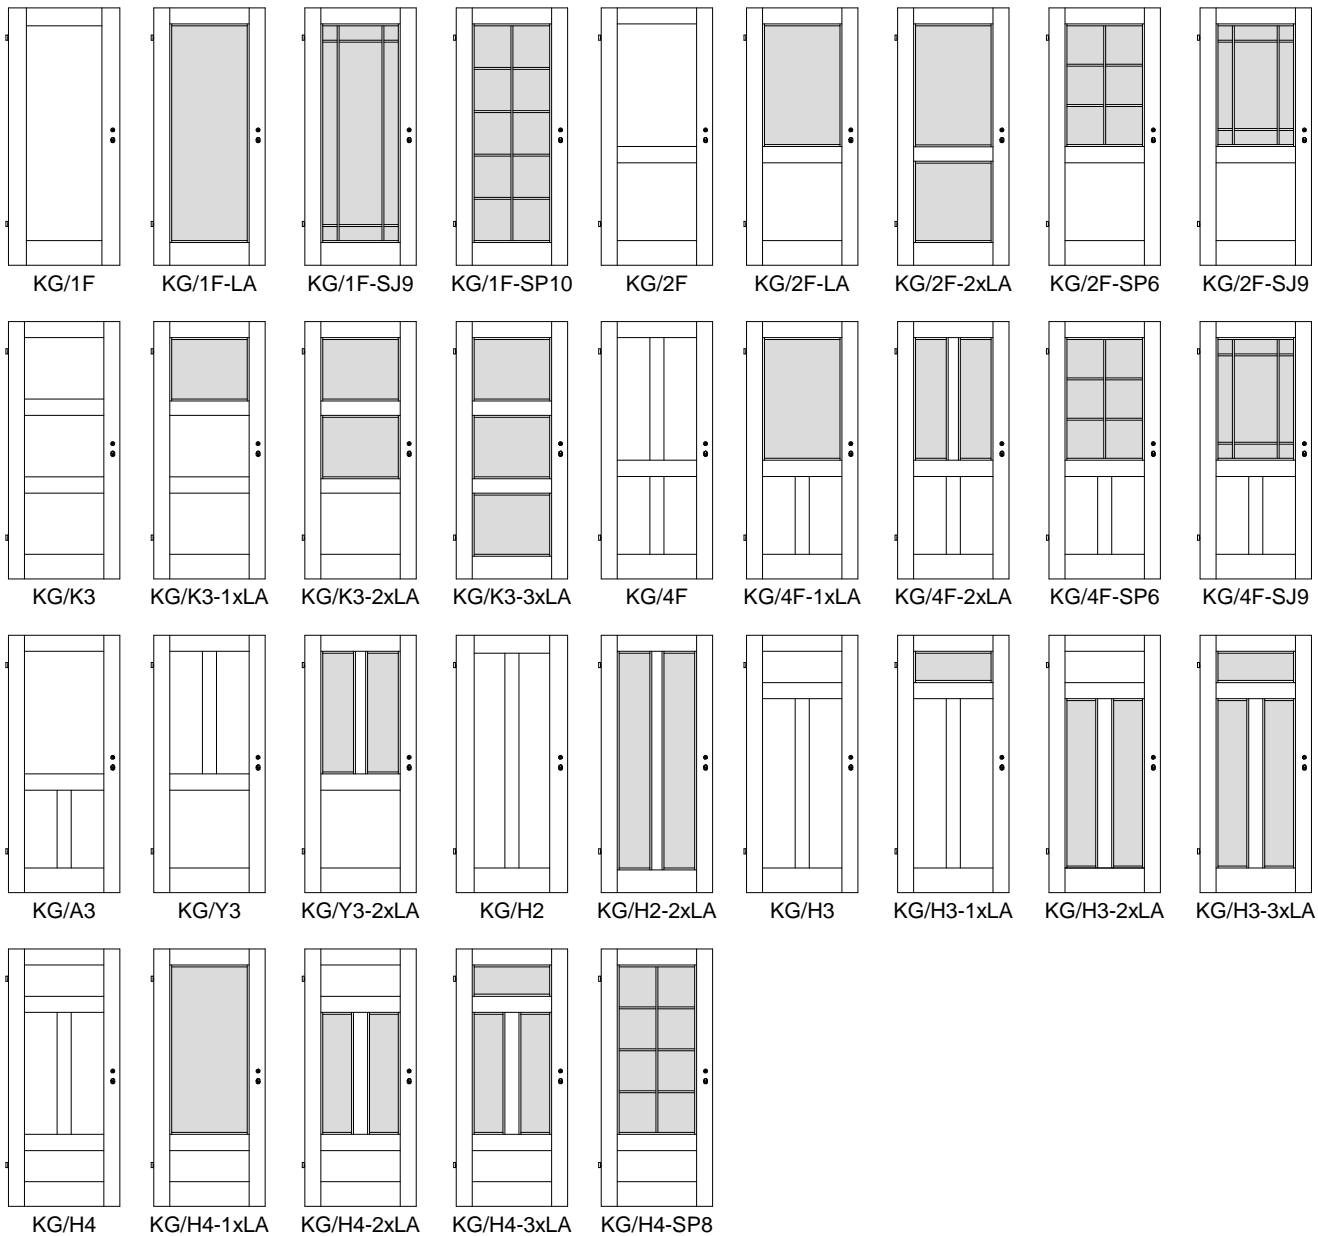 KG/1F KG/1F-LA KG/1F-SJ9 KG/1F-SP10 KG/2F KG/2F-LA KG/2F-2xLA KG/2F-SP6 KG/2F-SJ9
KG/K3 KG/K3-1xLA KG/K3-2xLA KG/K3-3xLA KG/4F KG/4F-1xLA KG/4F-2xLA KG/4F-SP6 KG/4F-SJ9
KG/A3 KG/Y3 KG/Y3-2xLA KG/H2 KG/H2-2xLA KG/H3 KG/H3-1xLA KG/H3-2xLA KG/H3-3xLA
KG/H4 KG/H4-1xLA KG/H4-2xLA KG/H4-3xLA KG/H4-SP8